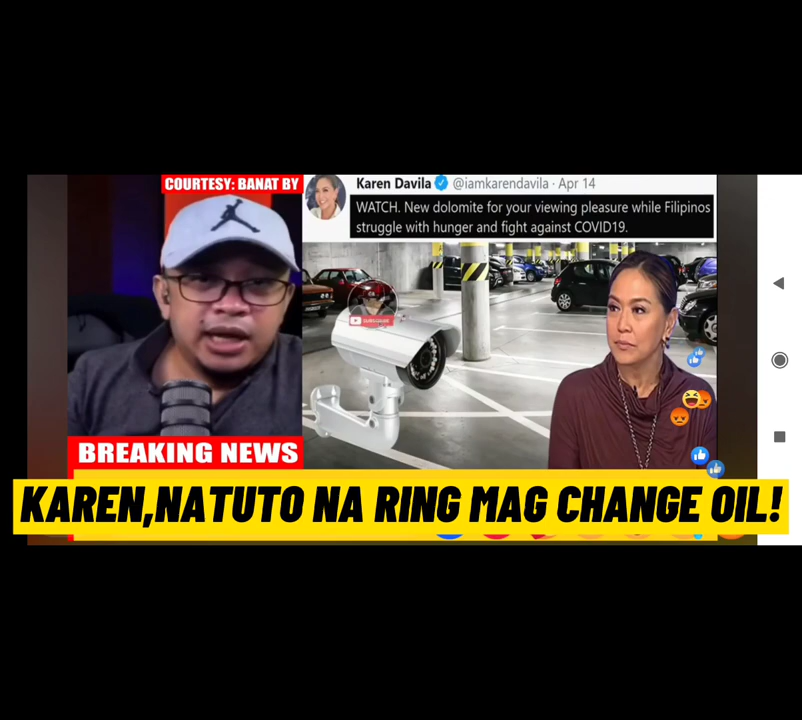 COURTESY: BANAT BY
Karen Davila @iamkarendavila · Apr 14
WATCH. New dolomite for your viewing pleasure while Filipinos
struggle with hunger and fight against COVID19.
SUBSCRIBE
BREAKING NEWS
KAREN,NATUTO NA RING MAG CHANGE OIL!